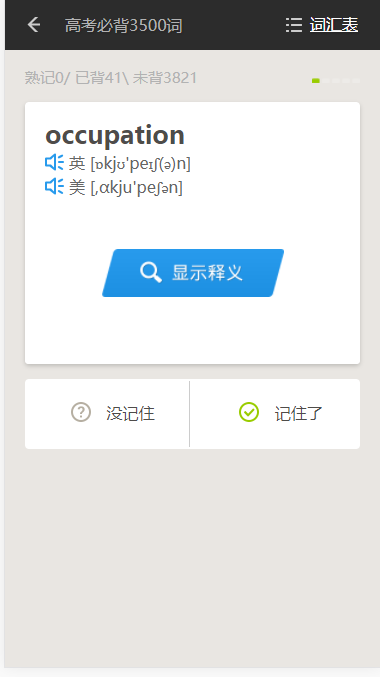 高考必背3500词 词汇表
熟记0/ 已背41\ 未背3821
occupation
英 [ɒkjʊ'peɪʃ(ə)n]
美 [,ɑkju'peʃən]
显示释义
没记住 记住了